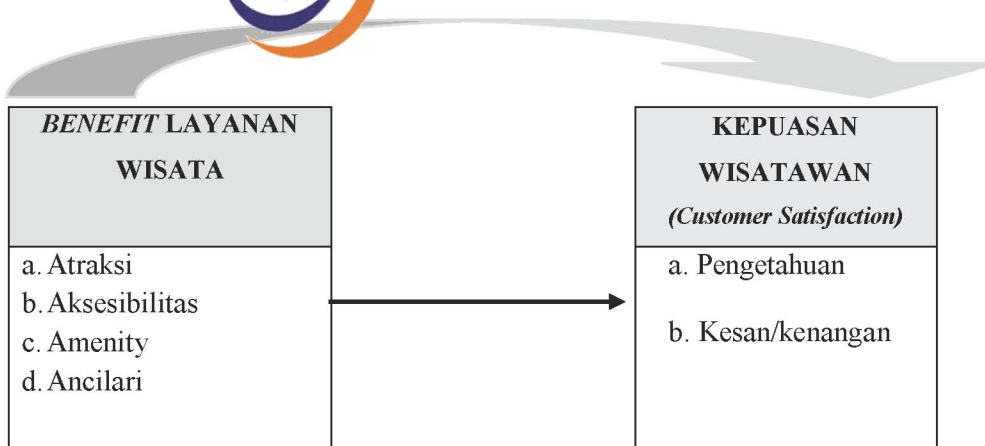 BENEFIT LAYANAN
WISATA
a. Atraksi
b. Aksesibilitas
c. Amenity
d. Ancilari
KEPUASAN
WISATAWAN
(Customer Satisfaction)
a. Pengetahuan
b. Kesan/kenangan